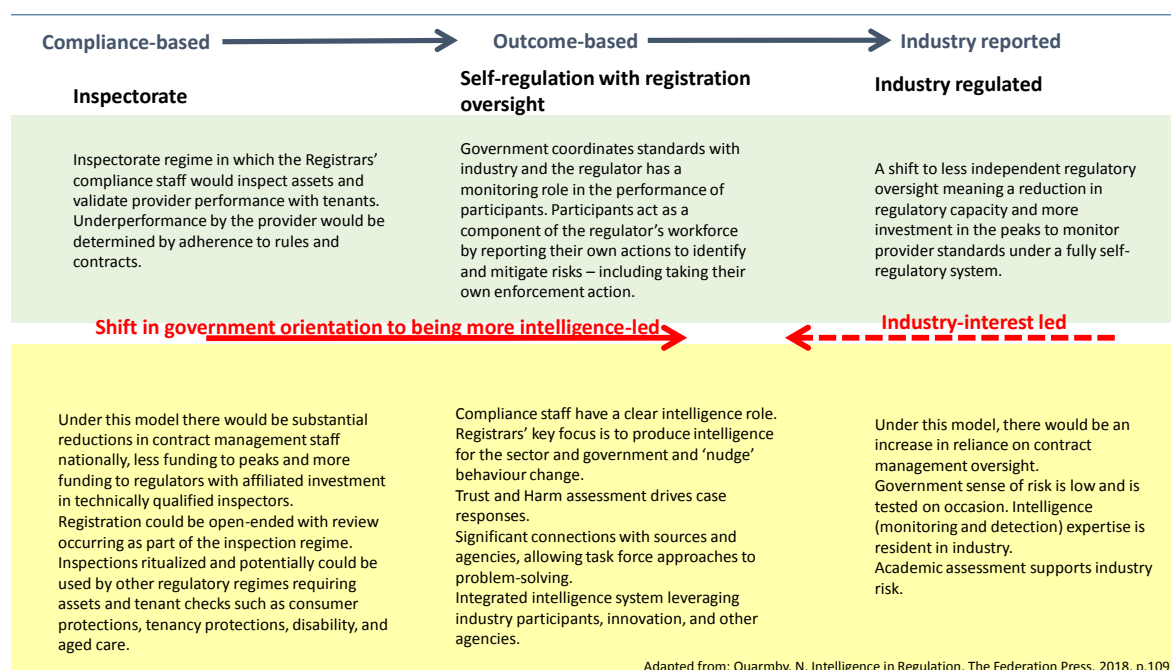 Compliance-based
Outcome-based
Industry reported
Inspectorate
Self-regulation with registration
oversight
Industry regulated
Inspectorate regime in which the Registrars’
compliance staff would inspect assets and
validate provider performance with tenants.
Underperformance by the provider would be
determined by adherence to rules and
contracts.
Government coordinates standards with
industry and the regulator has a
monitoring role in the performance of
participants. Participants act as a
component of the regulator’s workforce
by reporting their own actions to identify
and mitigate risks – including taking their
own enforcement action.
A shift to less independent regulatory
oversight meaning a reduction in
regulatory capacity and more
investment in the peaks to monitor
provider standards under a fully self-
regulatory system.
Shift in government orientation to being more intelligence-led
Industry-interest led
Under this model there would be substantial
reductions in contract management staff
nationally, less funding to peaks and more
funding to regulators with affiliated investment
in technically qualified inspectors.
Registration could be open-ended with review
occurring as part of the inspection regime.
Inspections ritualized and potentially could be
used by other regulatory regimes requiring
assets and tenant checks such as consumer
protections, tenancy protections, disability, and
aged care.
Compliance staff have a clear intelligence role.
Registrars’ key focus is to produce intelligence
for the sector and government and ‘nudge’
behaviour change.
Trust and Harm assessment drives case
responses.
Significant connections with sources and
agencies, allowing task force approaches to
problem-solving.
Integrated intelligence system leveraging
industry participants, innovation, and other
agencies.
Under this model, there would be an
increase in reliance on contract
management oversight.
Government sense of risk is low and is
tested on occasion. Intelligence
(monitoring and detection) expertise is
resident in industry.
Academic assessment supports industry
risk.
Adapted from: Quarmby, N. Intelligence in Regulation. The Federation Press. 2018. p.109